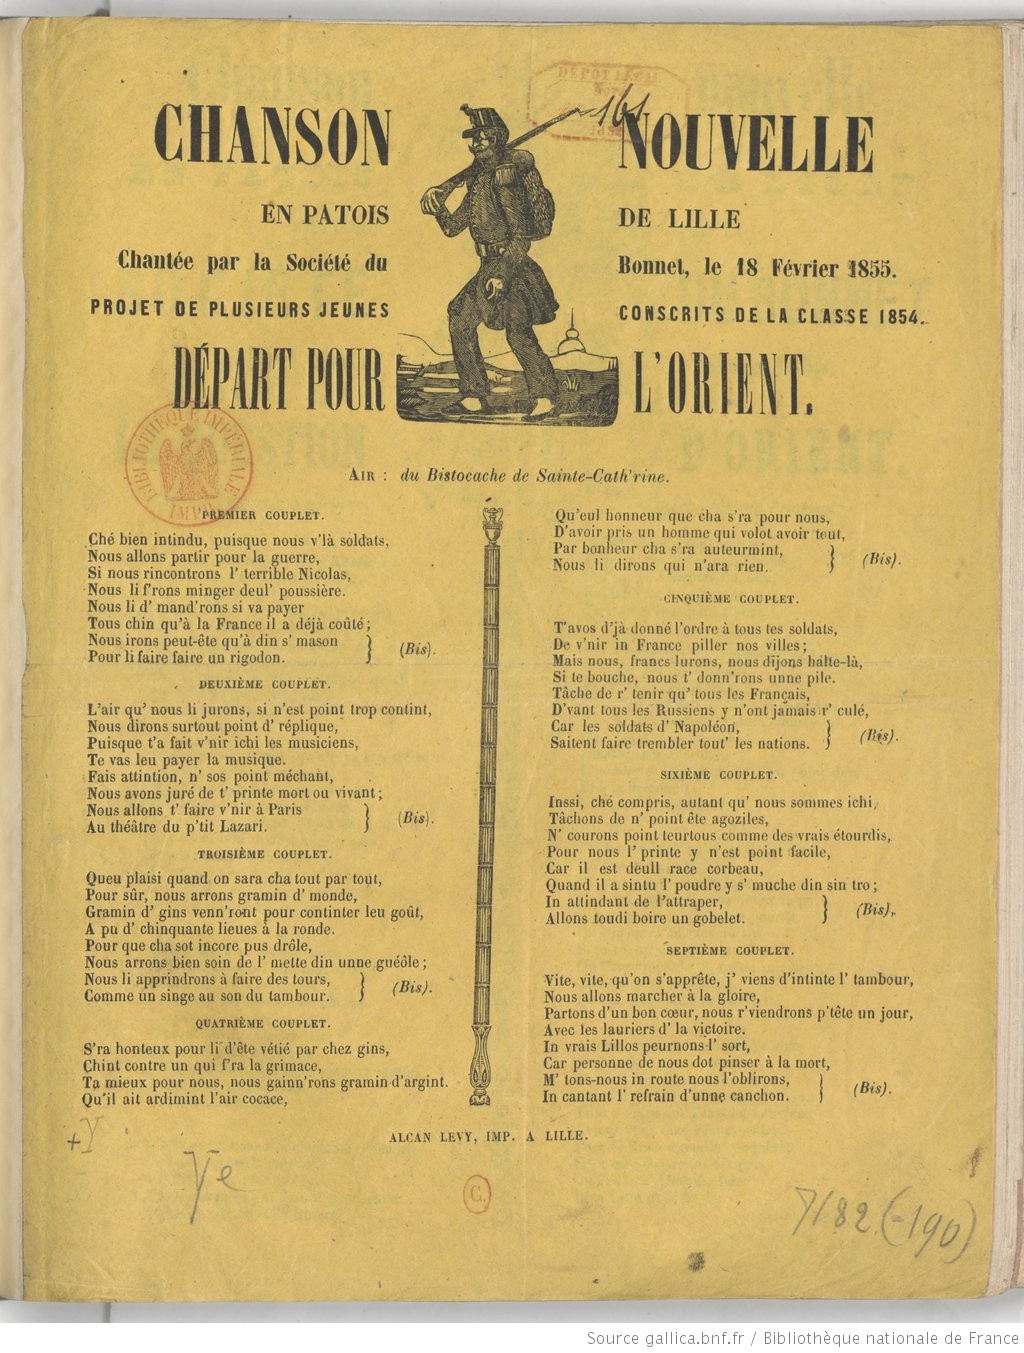 DÉPOT LÉGAL
161
CHANSON NOUVELLE
EN PATOIS DE LILLE
Chantée par la Société du Bonnet, le 18 Février 1855.
PROJET DE PLUSIEURS JEUNES CONSCRITS DE LA CLASSE 1854.
DÉPART POUR L'ORIENT.
BIBLIOTHÈQUE IMPÉRIALE
IMP.
AIR : du Bistocache de Sainte-Cath'rine.
PREMIER COUPLET.
Ché bien intindu, puisque nous v'là soldats,
Nous allons partir pour la guerre,
Si nous rincontrons l' terrible Nicolas,
Nous li f'rons minger deul' poussière.
Nous li d' mand'rons si va payer
Tous chin qu'à la France il a déjà coûté ;
Nous irons peut-ête qu'à din s' mason
Pour li faire faire un rigodon.
(Bis).
DEUXIÈME COUPLET.
L'air qu' nous li jurons, si n'est point trop contint,
Nous dirons surtout point d' réplique,
Puisque t'a fait v'nir ichi les musiciens,
Te vas leu payer la musique.
Fais attintion, n' sos point méchant,
Nous avons juré de t' printe mort ou vivant ;
Nous allons t' faire v'nir à Paris
Au théâtre du p'tit Lazari.
(Bis).
TROISIÈME COUPLET.
Queu plaisi quand on sara cha tout par tout,
Pour sûr, nous arrons gramin d' monde,
Gramin d' gins venn'ront pour continter leu goût,
A pu d' chinquante lieues à la ronde.
Pour que cha sot incore pus drôle,
Nous arrons bien soin de l' mette din unne guéôle ;
Nous li apprindrons à faire des tours,
Comme un singe au son du tambour.
(Bis).
QUATRIÈME COUPLET.
S'ra honteux pour li d'ête vétié par chez gins,
Chint contre un qui f'ra la grimace,
Ta mieux pour nous, nous gainn'rons gramin d'argint.
Qu'il ait ardimint l'air cocace,
Qu'eul honneur que cha s'ra pour nous,
D'avoir pris un homme qui volot avoir tout,
Par bonheur cha s'ra auteurmint,
Nous li dirons qui n'ara rien.
(Bis).
CINQUIÈME COUPLET.
T'avos d'jà donné l'ordre à tous tes soldats,
De v'nir in France piller nos villes ;
Mais nous, francs lurons, nous dijons halte-là,
Si te bouche, nous t' donn'rons unne pile.
Tâche de r' tenir qu' tous les Français,
D'vant tous les Russiens y n'ont jamais r' culé,
Car les soldats d' Napoléon,
Saitent faire trembler tout' les nations.
(Bis).
SIXIÈME COUPLET.
Inssi, ché compris, autant qu' nous sommes ichi,
Tâchons de n' point ête agoziles,
N' courons point teurtous comme des vrais étourdis,
Pour nous l' printe y n'est point facile,
Car il est deull race corbeau,
Quand il a sintu l' poudre y s' muche din sin tro ;
In attindant de l'attraper,
Allons toudi boire un gobelet.
(Bis).
SEPTIÈME COUPLET.
Vite, vite, qu'on s'apprête, j' viens d'intinte l' tambour,
Nous allons marcher à la gloire,
Partons d'un bon cœur, nous r'viendrons p'tête un jour,
Avec les lauriers d' la victoire.
In vrais Lillos peurnons l' sort,
Car personne de nous dot pinser à la mort,
M' tons-nous in route nous l'oblirons,
In cantant l' refrain d'unne canchon.
(Bis).
ALCAN LEVY, IMP. A LILLE.
+Y
Ye
C.
7182 (-190)
Source gallica.bnf.fr / Bibliothèque nationale de France